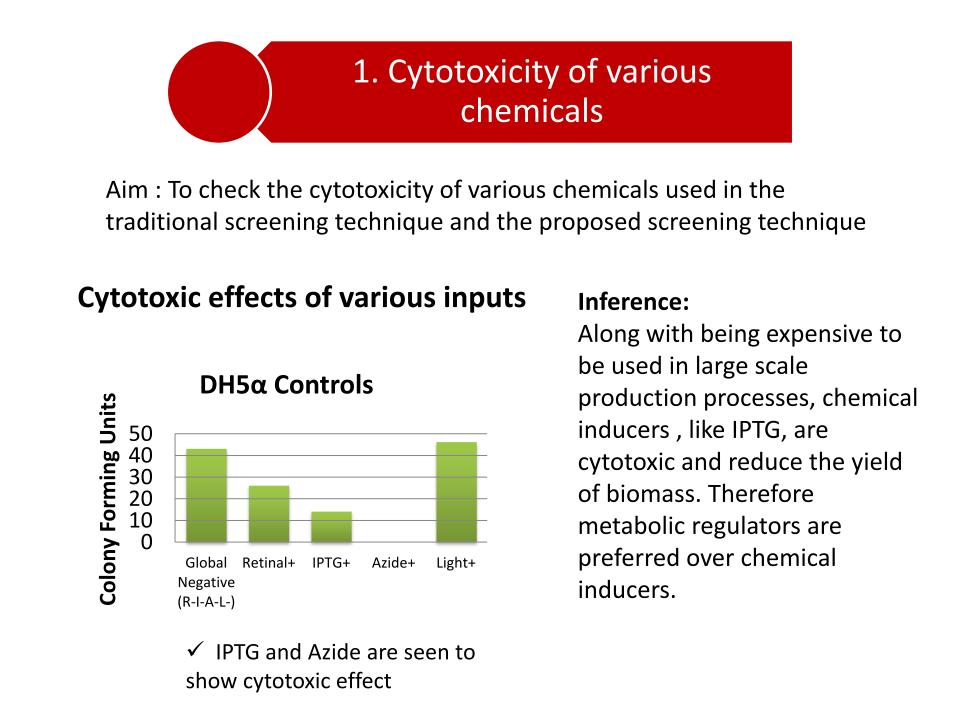 1. Cytotoxicity of various
chemicals
Aim : To check the cytotoxicity of various chemicals used in the
traditional screening technique and the proposed screening technique
Cytotoxic effects of various inputs
DH5α Controls
Colony Forming Units
50
40
30
20
10
0
Global
Negative
(R-I-A-L-)
Retinal+
IPTG+
Azide+
Light+
✓ IPTG and Azide are seen to
show cytotoxic effect
Inference:
Along with being expensive to
be used in large scale
production processes, chemical
inducers , like IPTG, are
cytotoxic and reduce the yield
of biomass. Therefore
metabolic regulators are
preferred over chemical
inducers.